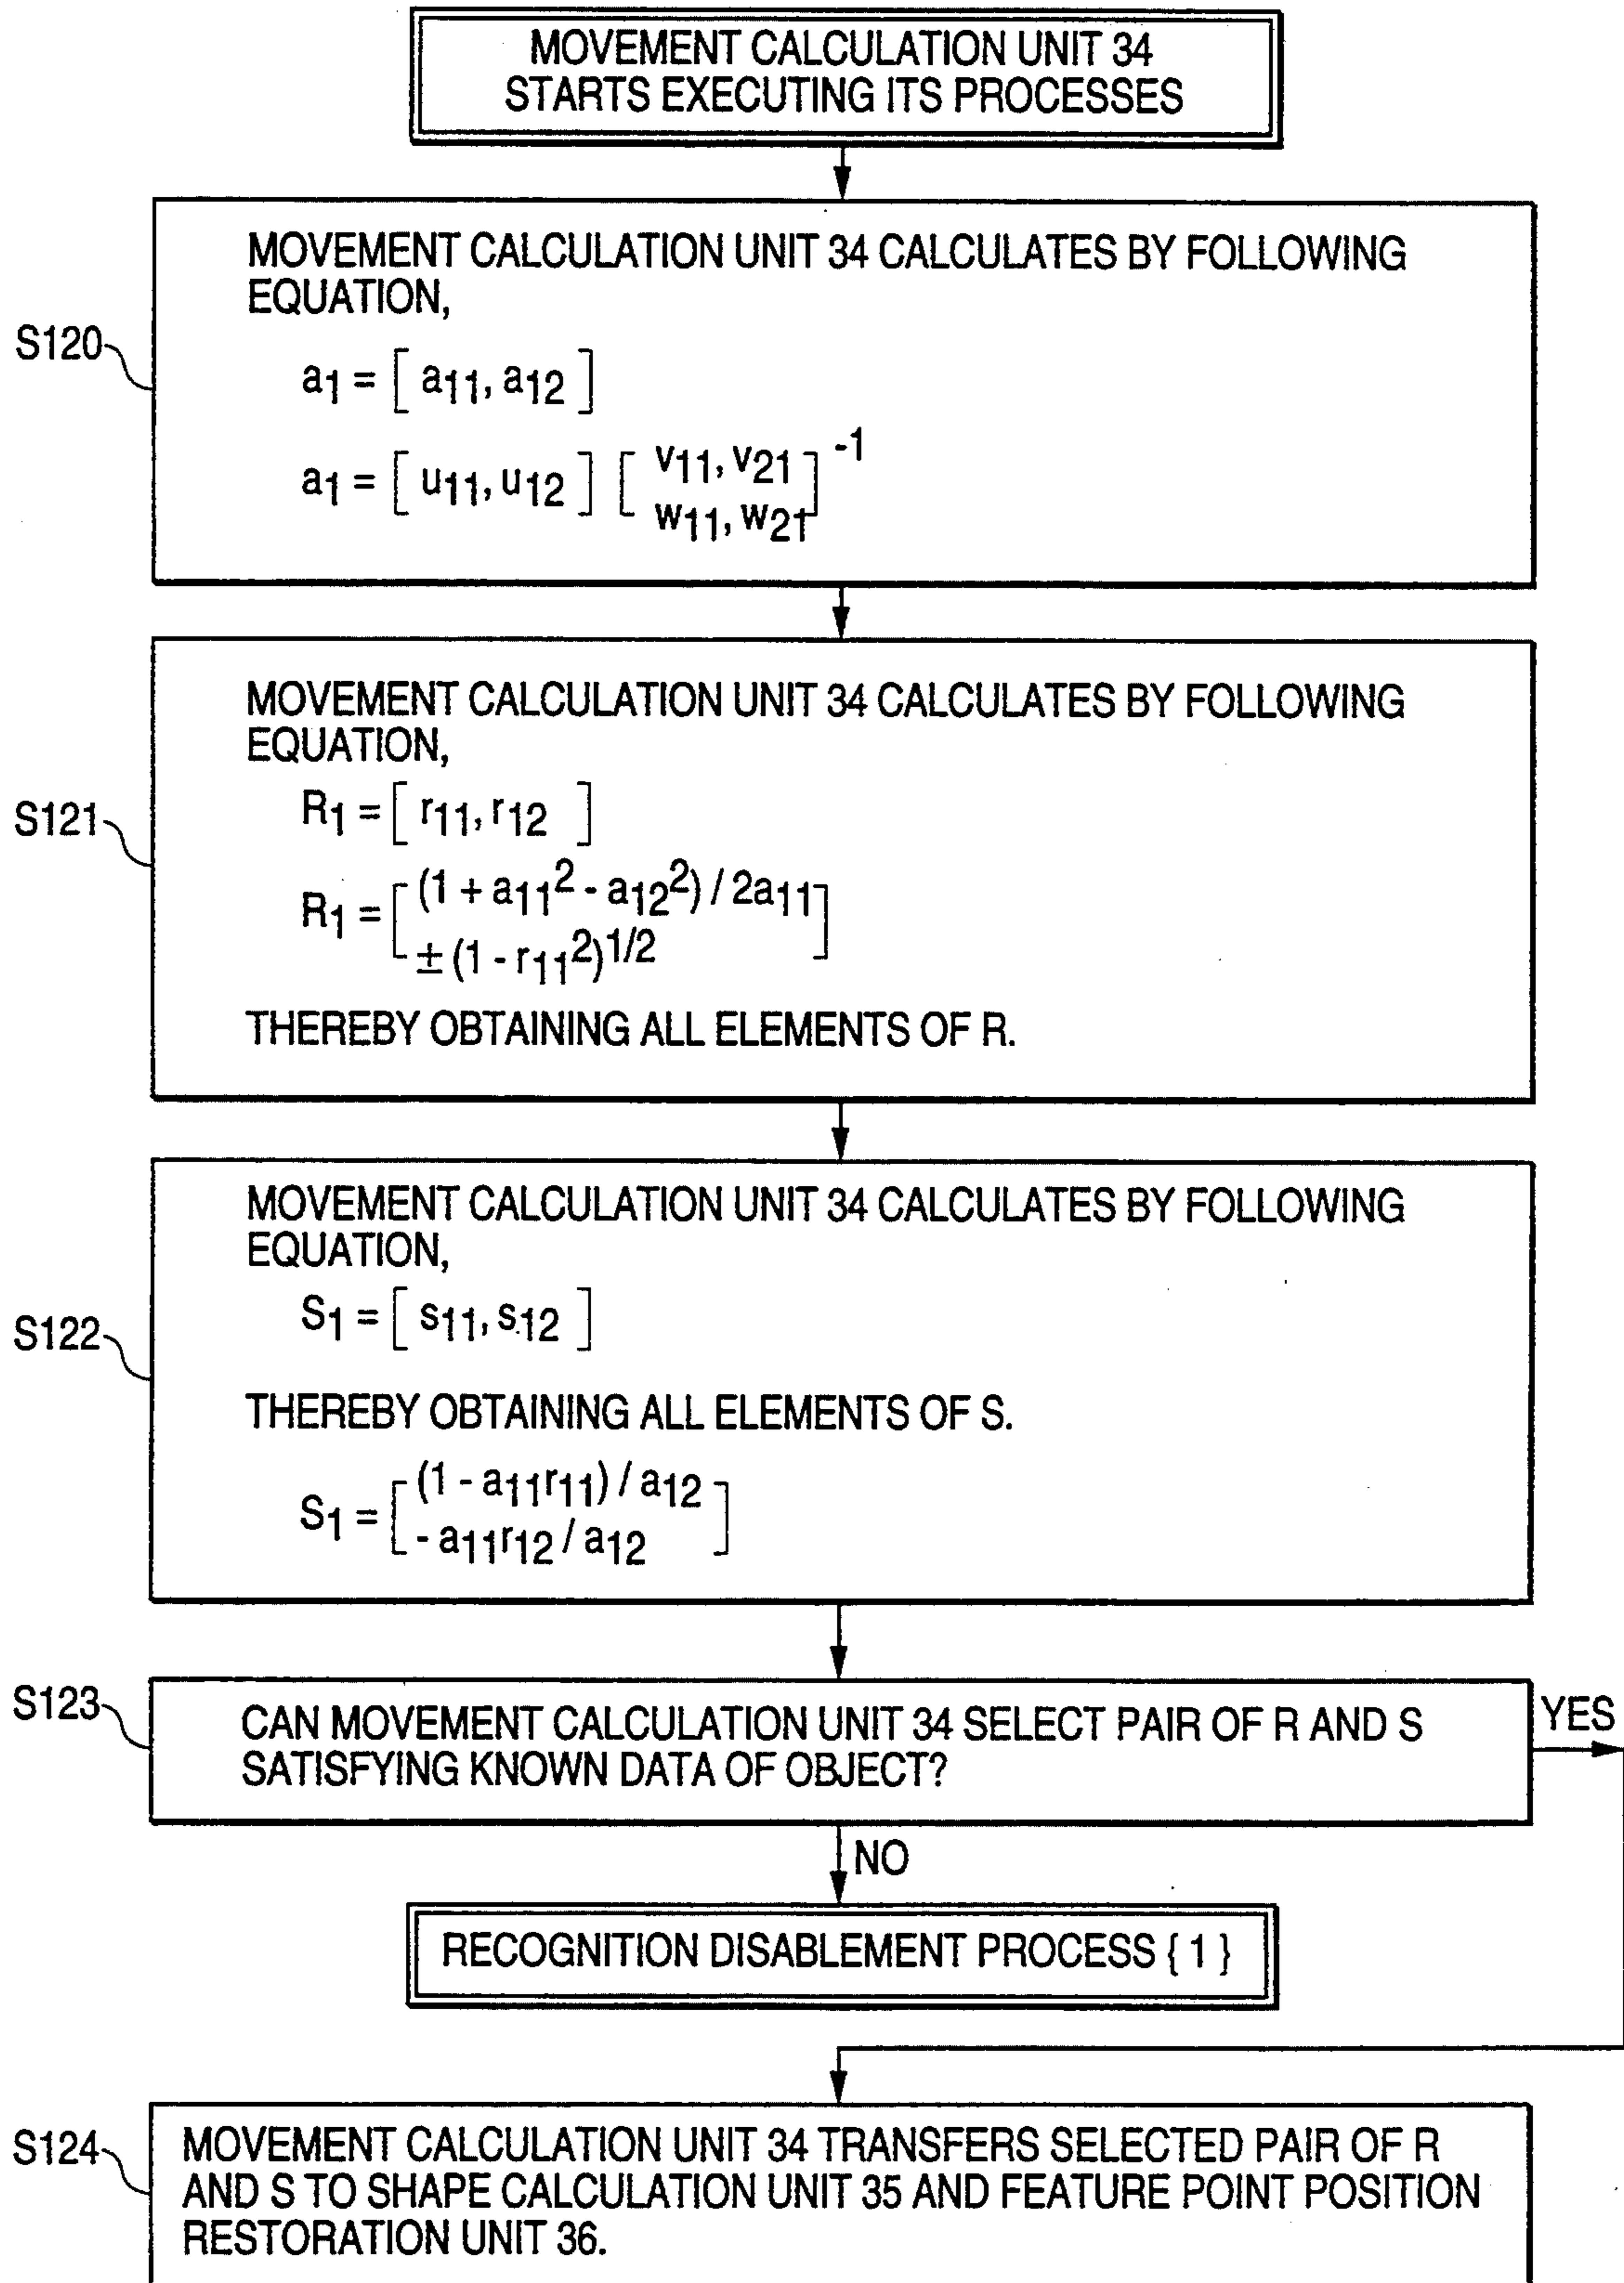 MOVEMENT CALCULATION UNIT 34
STARTS EXECUTING ITS PROCESSES
S120
MOVEMENT CALCULATION UNIT 34 CALCULATES BY FOLLOWING
EQUATION,
a₁ = [ a₁₁, a₁₂ ]
a₁ = [ u₁₁, u₁₂ ] [ v₁₁, v₂₁ ]⁻¹
w₁₁, w₂₁
S121
MOVEMENT CALCULATION UNIT 34 CALCULATES BY FOLLOWING
EQUATION,
R₁ = [ r₁₁, r₁₂ ]
R₁ = [ (1 + a₁₁² - a₁₂²) / 2a₁₁ ]
± (1 - r₁₁²)^1/2
THEREBY OBTAINING ALL ELEMENTS OF R.
S122
MOVEMENT CALCULATION UNIT 34 CALCULATES BY FOLLOWING
EQUATION,
S₁ = [ s₁₁, s₁₂ ]
THEREBY OBTAINING ALL ELEMENTS OF S.
S₁ = [ (1 - a₁₁r₁₁) / a₁₂ ]
- a₁₁r₁₂ / a₁₂
S123
CAN MOVEMENT CALCULATION UNIT 34 SELECT PAIR OF R AND S
SATISFYING KNOWN DATA OF OBJECT?
YES
NO
RECOGNITION DISABLEMENT PROCESS { 1 }
S124
MOVEMENT CALCULATION UNIT 34 TRANSFERS SELECTED PAIR OF R
AND S TO SHAPE CALCULATION UNIT 35 AND FEATURE POINT POSITION
RESTORATION UNIT 36.